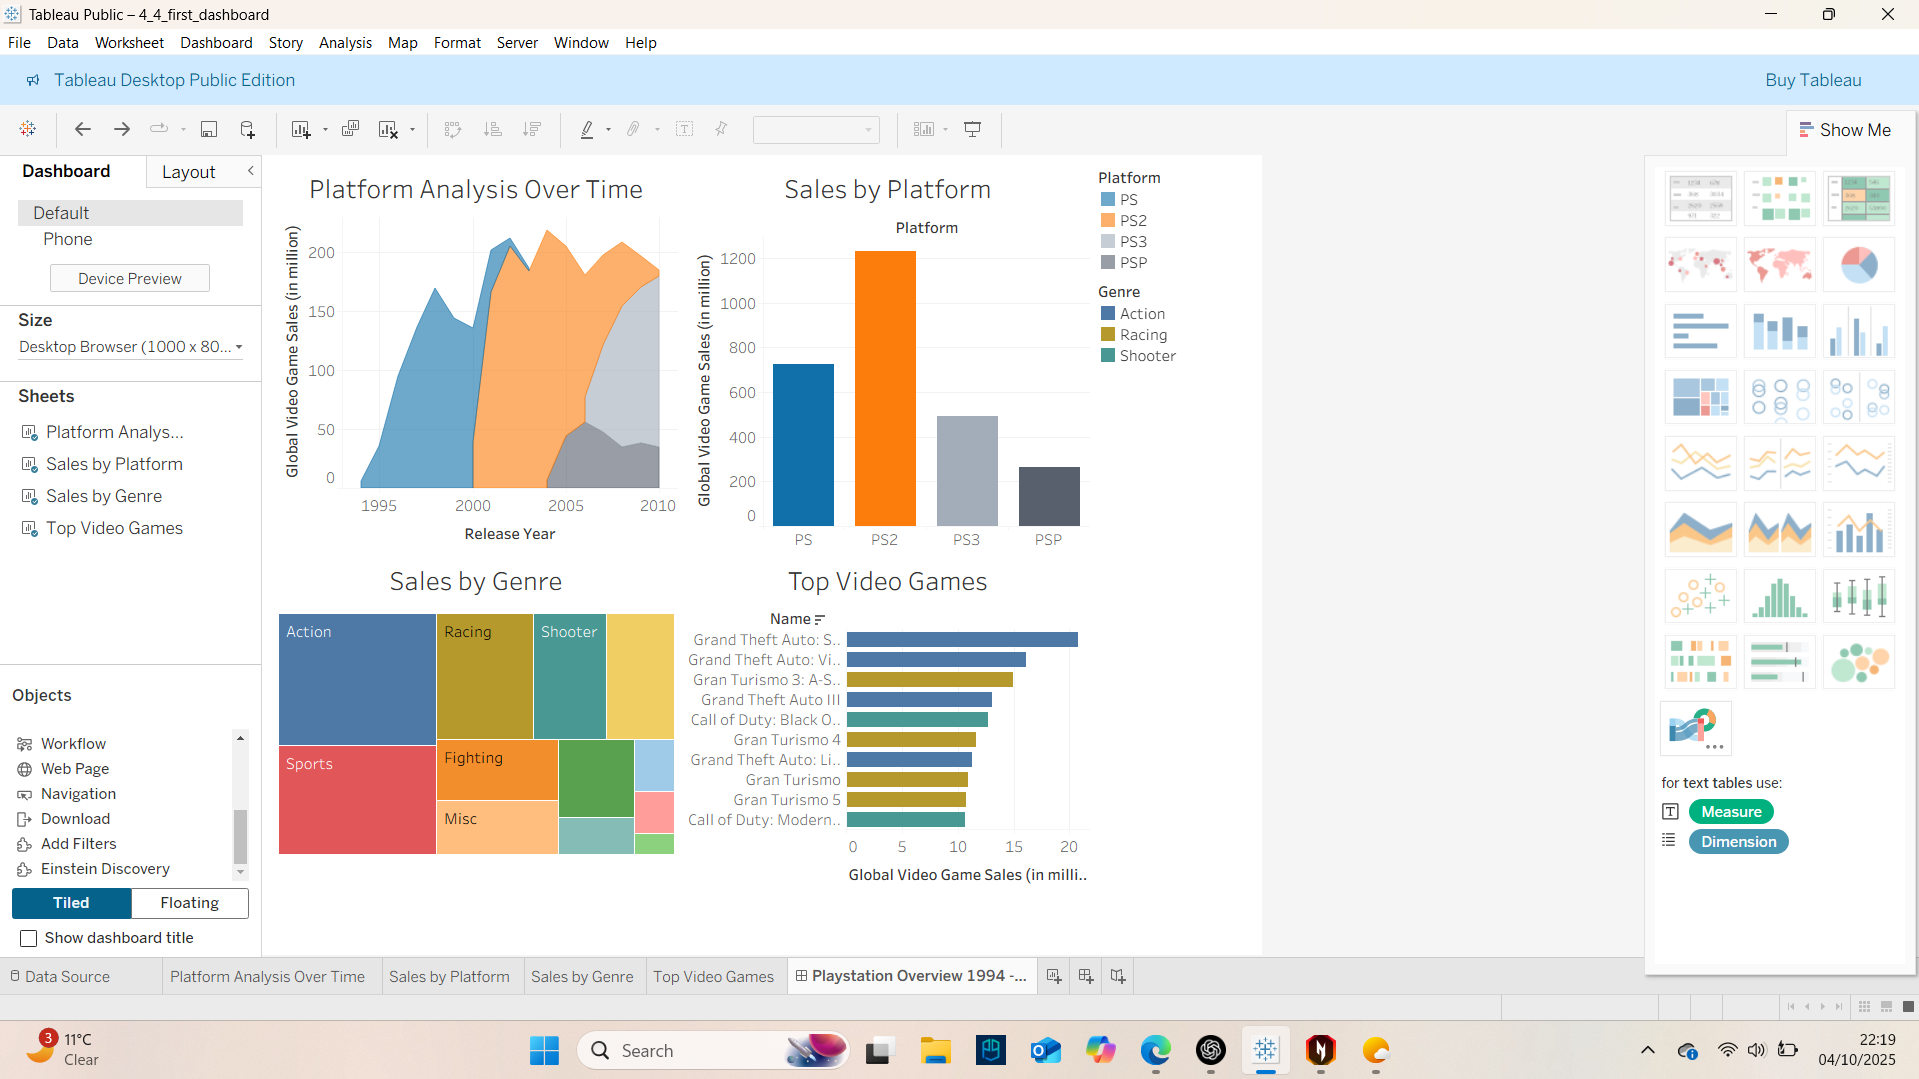 Tableau Public – 4_4_first_dashboard
File Data Worksheet Dashboard Story Analysis Map Format Server Window Help
Tableau Desktop Public Edition
Buy Tableau
Show Me
Dashboard
Layout
Default
Phone
Device Preview
Size
Desktop Browser (1000 x 80...
Sheets
Platform Analys...
Sales by Platform
Sales by Genre
Top Video Games
Objects
Workflow
Web Page
Navigation
Download
Add Filters
Einstein Discovery
Tiled
Floating
Show dashboard title
Platform Analysis Over Time
Global Video Game Sales (in million)
200
150
100
50
0
1995 2000 2005 2010
Release Year
Sales by Platform
Platform
Global Video Game Sales (in million)
1200
1000
800
600
400
200
0
PS PS2 PS3 PSP
Platform
PS
PS2
PS3
PSP
Genre
Action
Racing
Shooter
Sales by Genre
Action
Racing
Shooter
Sports
Fighting
Misc
Top Video Games
Name
Grand Theft Auto: S..
Grand Theft Auto: Vi..
Gran Turismo 3: A-S..
Grand Theft Auto III
Call of Duty: Black O..
Gran Turismo 4
Grand Theft Auto: Li..
Gran Turismo
Gran Turismo 5
Call of Duty: Modern..
0 5 10 15 20
Global Video Game Sales (in milli..
for text tables use:
Measure
Dimension
Data Source
Platform Analysis Over Time
Sales by Platform
Sales by Genre
Top Video Games
Playstation Overview 1994 -...
3
11°C
Clear
Search
22:19
04/10/2025